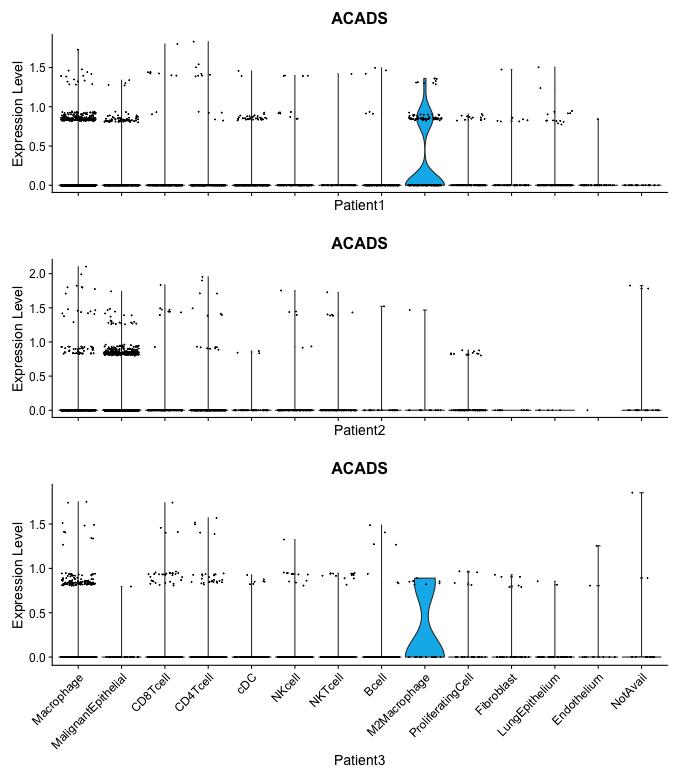 ACADS
Expression Level
1.5
1.0
0.5
0.0
Patient1
ACADS
Expression Level
2.0
1.5
1.0
0.5
0.0
Patient2
ACADS
Expression Level
1.5
1.0
0.5
0.0
Macrophage
MalignantEpithelial
CD8Tcell
CD4Tcell
cDC
NKcell
NKTcell
Bcell
M2Macrophage
ProliferatingCell
Fibroblast
LungEpithelium
Endothelium
NotAvail
Patient3